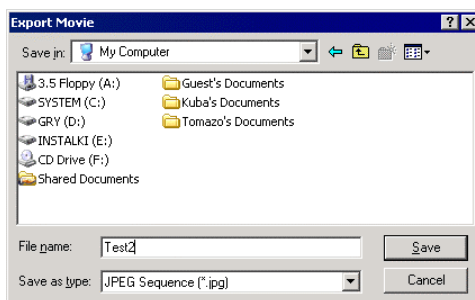 Export Movie
Save in: My Computer
3.5 Floppy (A:) Guest's Documents
SYSTEM (C:) Kuba's Documents
GRY (D:) Tomazo's Documents
INSTALKI (E:)
CD Drive (F:)
Shared Documents
File name: Test2 Save
Save as type: JPEG Sequence (*.jpg) Cancel